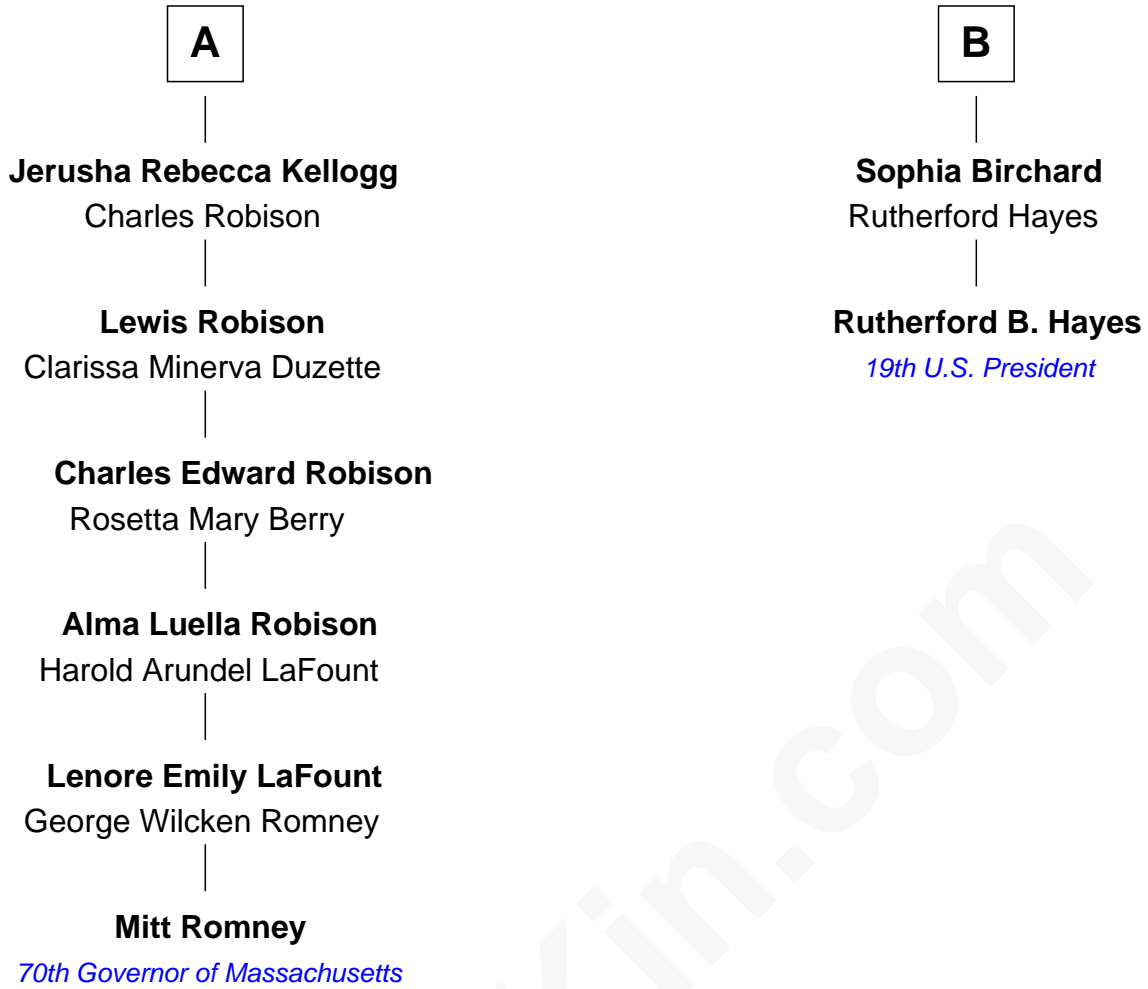 A
Jerusha Rebecca Kellogg
Charles Robison
Lewis Robison
Clarissa Minerva Duzette
Charles Edward Robison
Rosetta Mary Berry
Alma Luella Robison
Harold Arundel LaFount
Lenore Emily LaFount
George Wilcken Romney
Mitt Romney
70th Governor of Massachusetts
B
Sophia Birchard
Rutherford Hayes
Rutherford B. Hayes
19th U.S. President
Kin.com